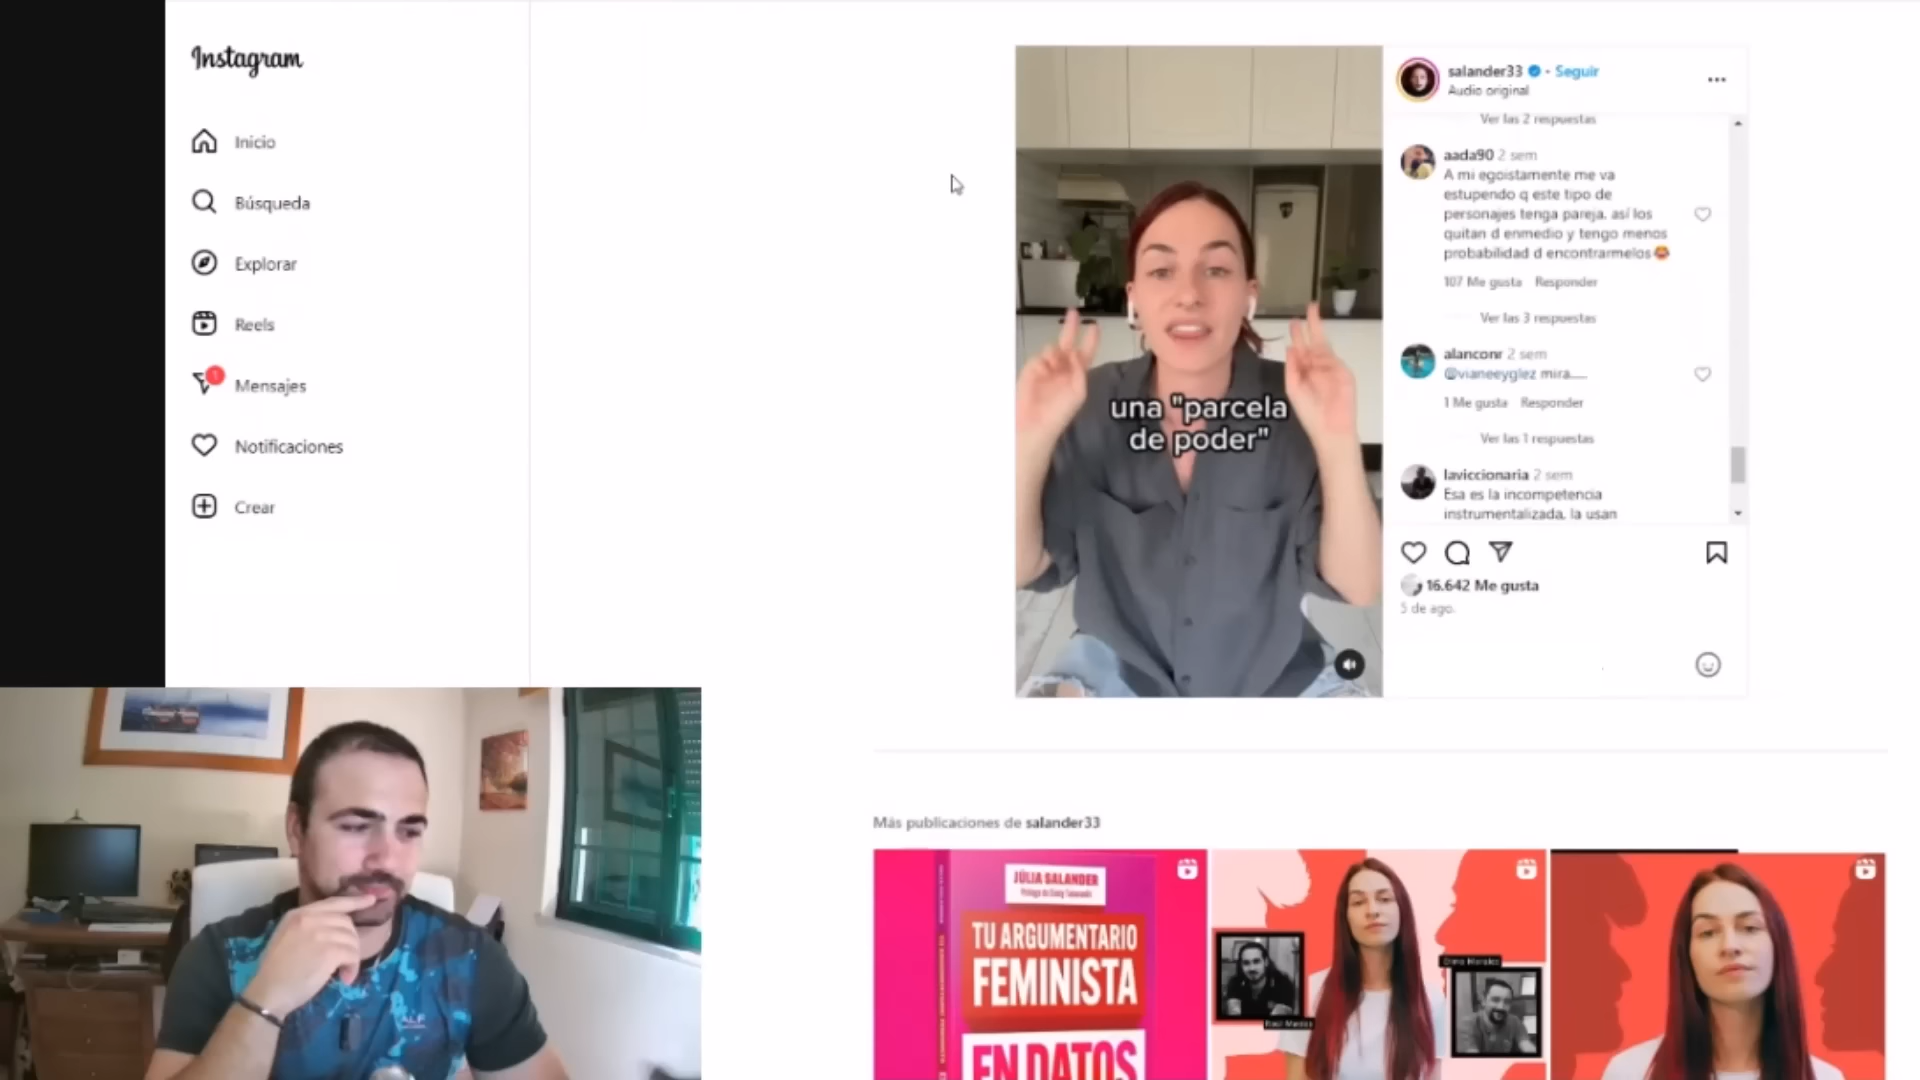 Instagram
Inicio
Búsqueda
Explorar
Reels
1
Mensajes
Notificaciones
Crear
una "parcela
de poder"
salander33 • Seguir
Audio original
Ver las 2 respuestas
aada90 2 sem
A mi egoistamente me va
estupendo q este tipo de
personajes tenga pareja. así los
quitan d enmedio y tengo menos
probabilidad d encontrarmelos
107 Me gusta Responder
Ver las 3 respuestas
alanconr 2 sem
@vianeeyglez mira.....
1 Me gusta Responder
Ver las 1 respuestas
laviccionaria 2 sem
Esa es la incompetencia
instrumentalizada, la usan
16.642 Me gusta
5 de ago.
Más publicaciones de salander33
JÚLIA SALANDER
TU ARGUMENTARIO
FEMINISTA
EN DATOS